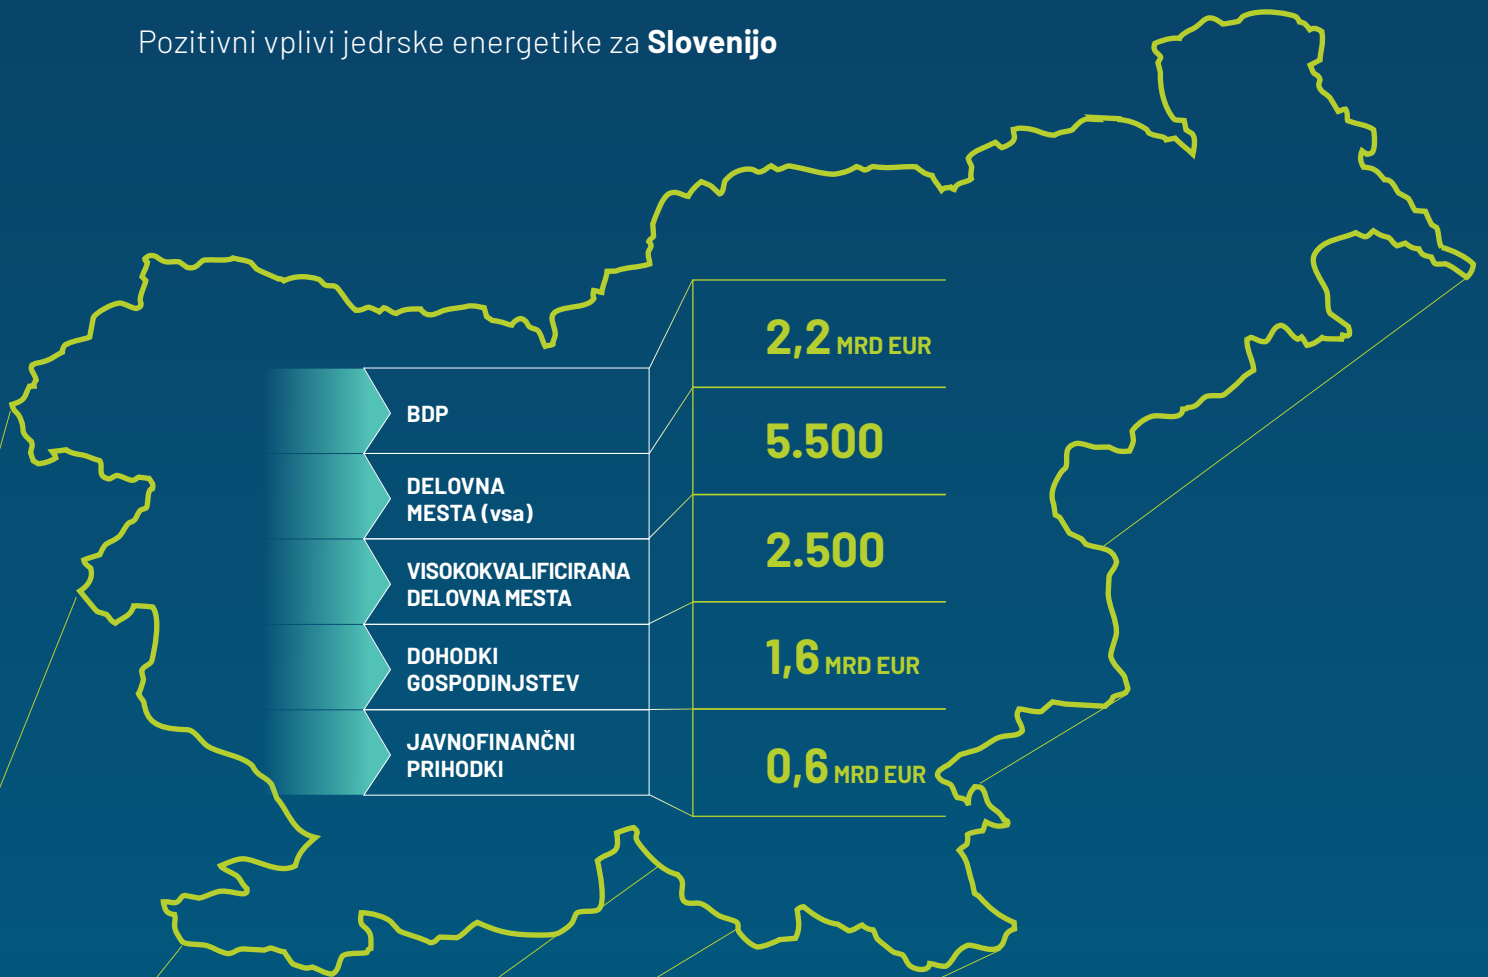 Pozitivni vplivi jedrske energetike za Slovenijo
BDP
2,2 MRD EUR
DELOVNA
MESTA (vsa)
5.500
VISOKOKVALIFICIRANA
DELOVNA MESTA
2.500
DOHODKI
GOSPODINJSTEV
1,6 MRD EUR
JAVNOFINANČNI
PRIHODKI
0,6 MRD EUR